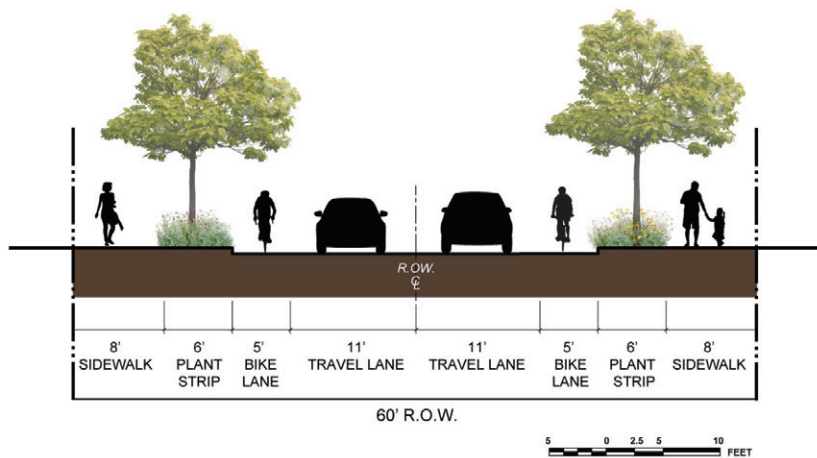 R.O.W.
℄
8' 6' 5' 11' 11' 5' 6' 8'
SIDEWALK PLANT BIKE TRAVEL LANE TRAVEL LANE BIKE PLANT SIDEWALK
STRIP LANE LANE STRIP
60' R.O.W.
5 0 2.5 5 10
FEET